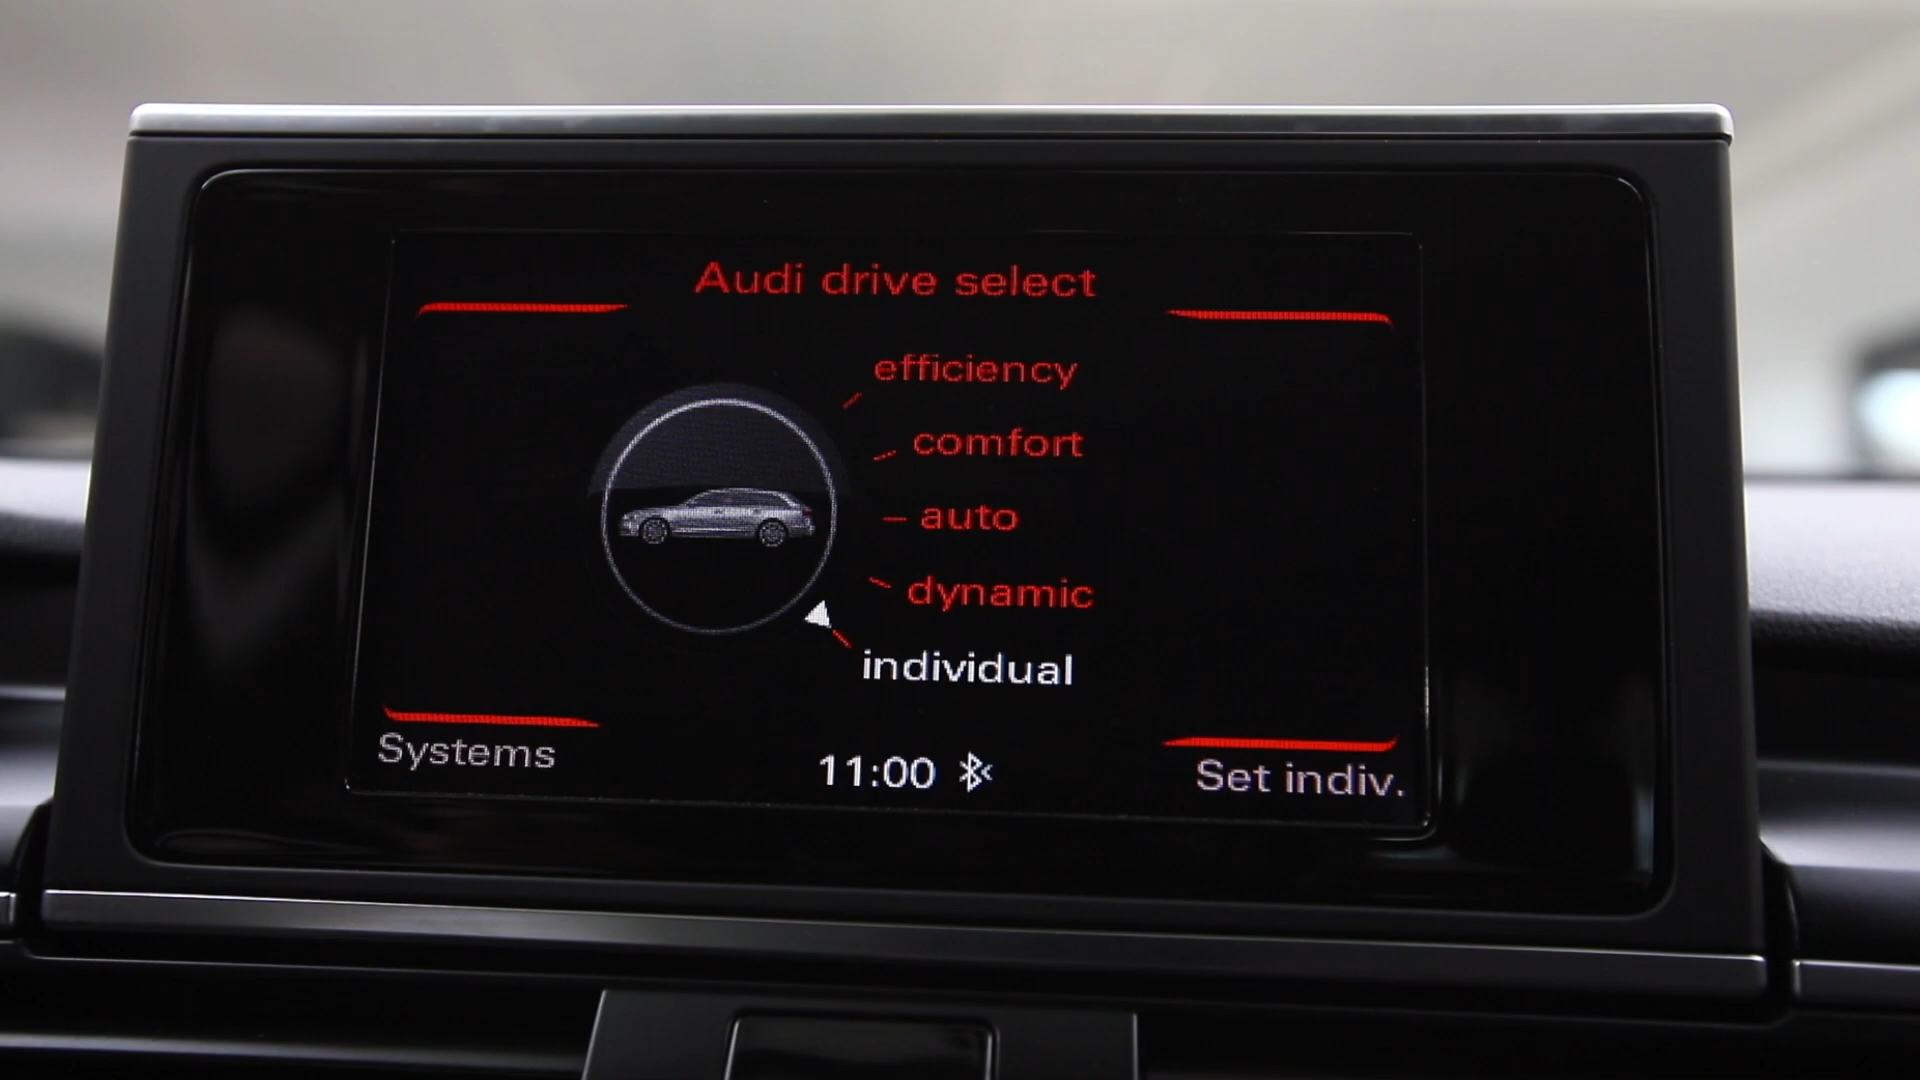 Audi drive select
efficiency
comfort
auto
dynamic
individual
Systems
11:00
Set indiv.